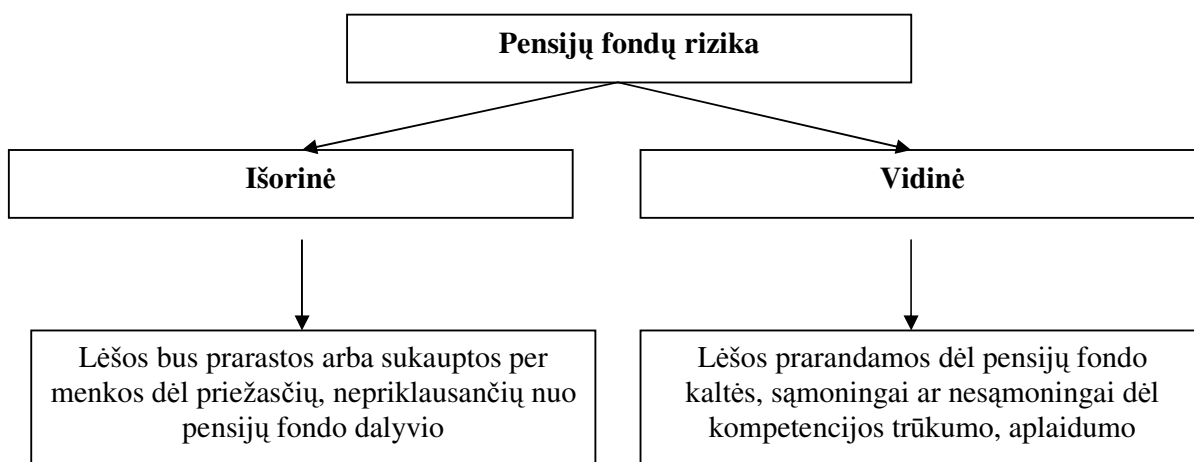 Pensijų fondų rizika
Išorinė
Vidinė
Lėšos bus prarastos arba sukauptos per
menkos dėl priežasčių, nepriklausančių nuo
pensijų fondo dalyvio
Lėšos prarandamos dėl pensijų fondo
kaltės, sąmoningai ar nesąmoningai dėl
kompetencijos trūkumo, aplaidumo